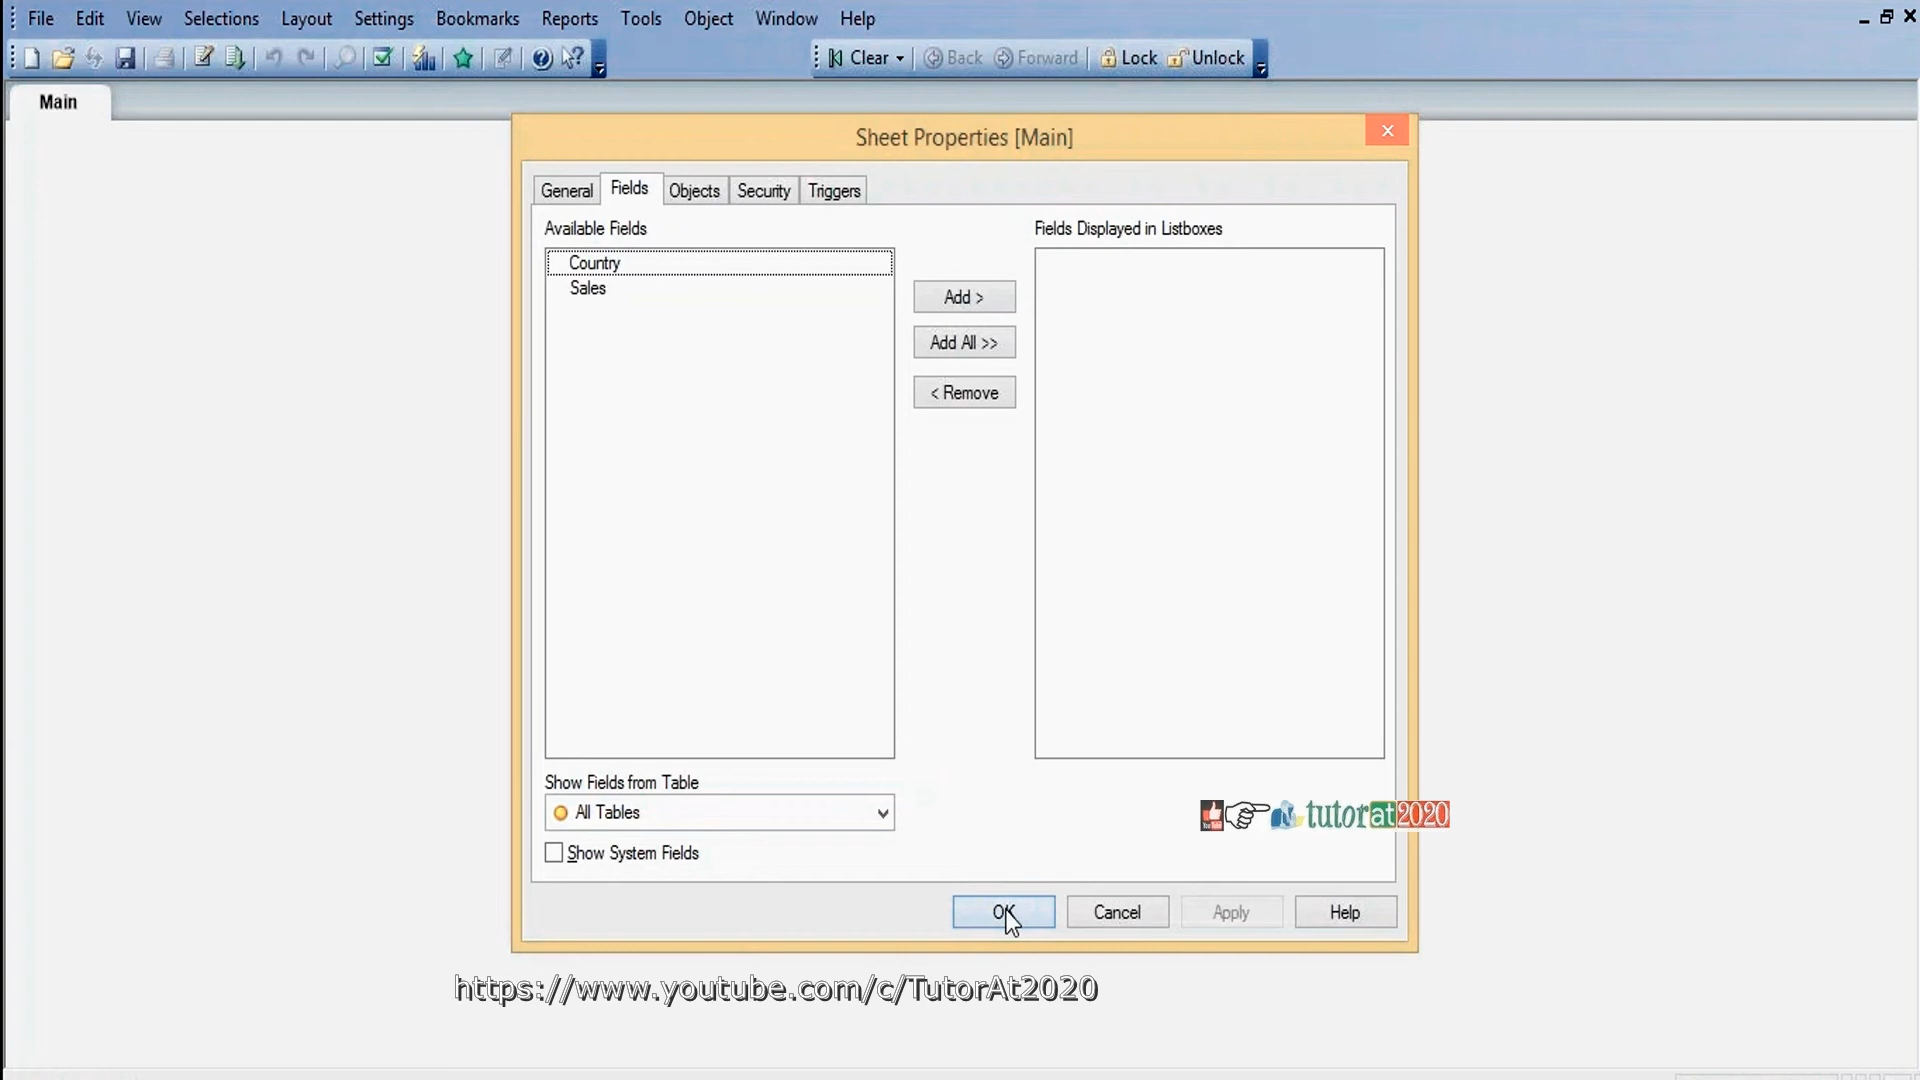 File Edit View Selections Layout Settings Bookmarks Reports Tools Object Window Help
Clear Back Forward Lock Unlock
Main
Sheet Properties [Main]
General Fields Objects Security Triggers
Available Fields
Fields Displayed in Listboxes
Country
Sales
Add >
Add All >>
< Remove
Show Fields from Table
All Tables
tutorat2020
Show System Fields
OK Cancel Apply Help
https://www.youtube.com/c/TutorAt2020